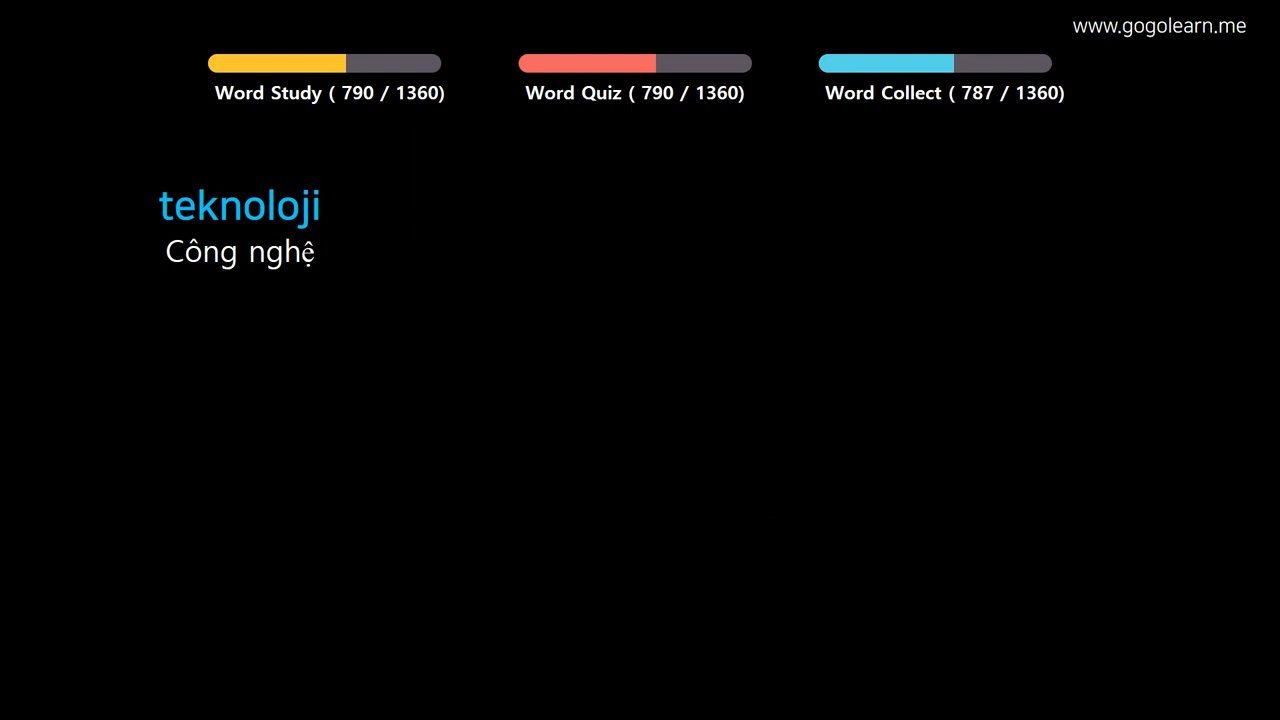 www.gogolearn.me
Word Study ( 790 / 1360)
Word Quiz ( 790 / 1360)
Word Collect ( 787 / 1360)
teknoloji
Công nghệ